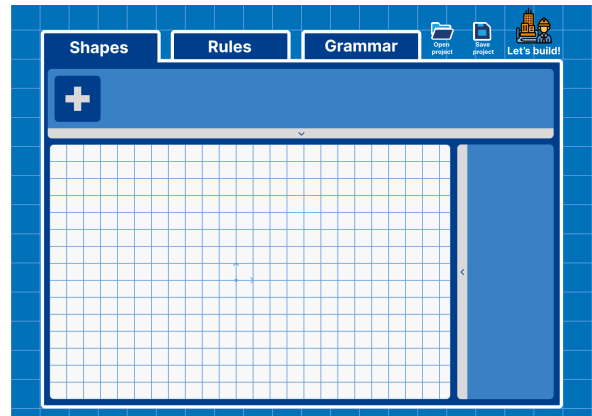 Shapes
Rules
Grammar
Open
project
Save
project
Let's build!